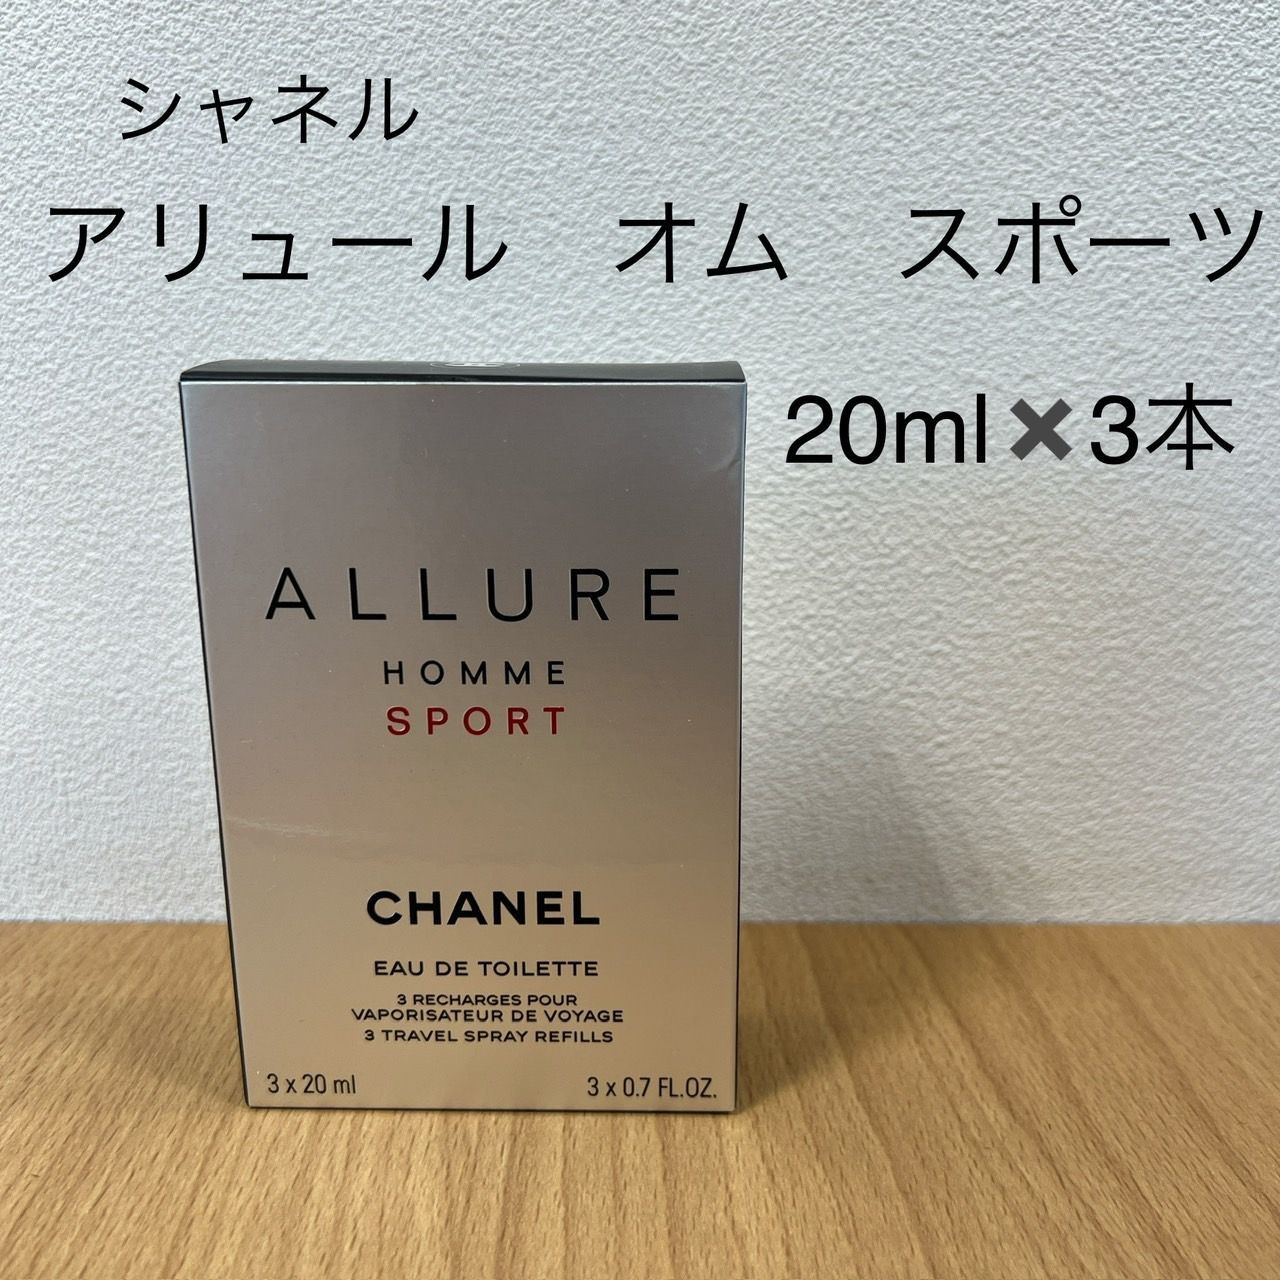 シャネル
アリュール　オム　スポーツ
20ml✖3本
ALLURE
HOMME
SPORT
CHANEL
EAU DE TOILETTE
3 RECHARGES POUR
VAPORISATEUR DE VOYAGE
3 TRAVEL SPRAY REFILLS
3 x 20 ml
3 x 0.7 FL.OZ.